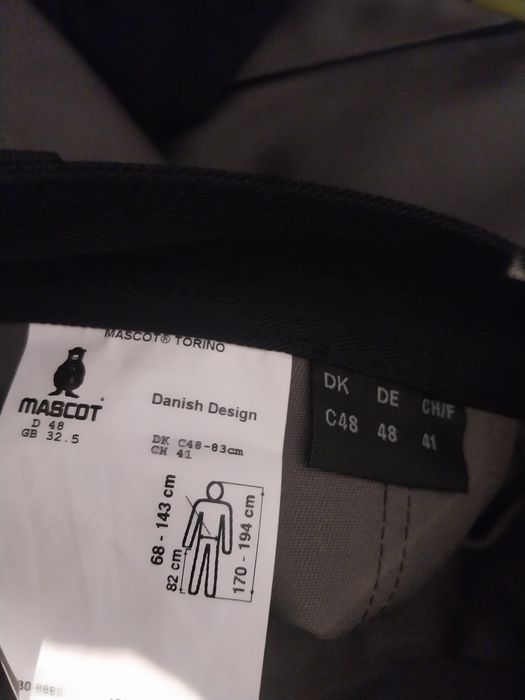 MASCOT® TORINO
MASCOT®
Danish Design
D 48
GB 32.5
DK C48-83cm
CH 41
68 - 143 cm
82 cm
170 - 194 cm
DK DE CH/F
C48 48 41